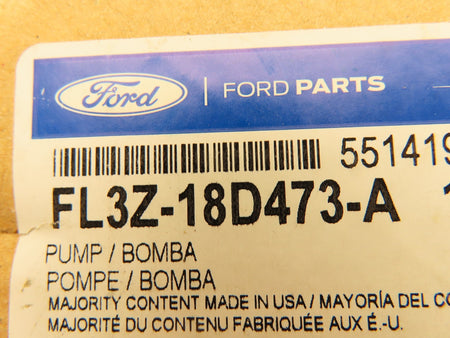 Ford | FORD PARTS
551419
FL3Z-18D473-A
PUMP / BOMBA
POMPE / BOMBA
MAJORITY CONTENT MADE IN USA / MAYORÍA DEL CO
MAJORITÉ DU CONTENU FABRIQUÉE AUX É.-U.